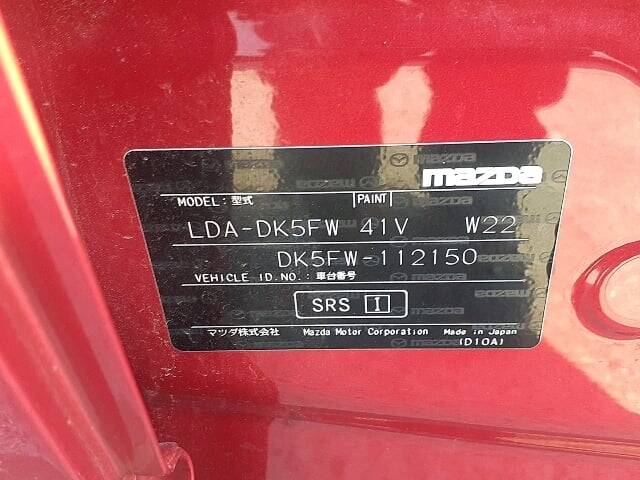 mazda
MODEL: 型式 PAINT
LDA-DK5FW 41V W22
DK5FW-112150
VEHICLE ID.NO.: 車台番号
SRS I
マツダ株式会社 Mazda Motor Corporation Made in Japan
(D10A)